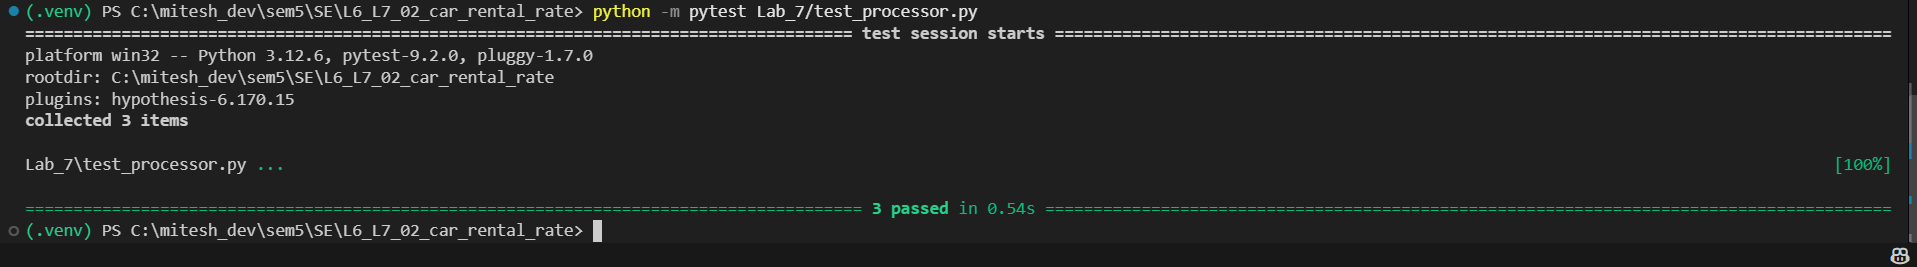 (.venv) PS C:\mitesh_dev\sem5\SE\L6_L7_02_car_rental_rate> python -m pytest Lab_7/test_processor.py
====================================================================================== test session starts =======================================================================================
platform win32 -- Python 3.12.6, pytest-9.2.0, pluggy-1.7.0
rootdir: C:\mitesh_dev\sem5\SE\L6_L7_02_car_rental_rate
plugins: hypothesis-6.170.15
collected 3 items
Lab_7\test_processor.py ... [100%]
======================================================================================= 3 passed in 0.54s ========================================================================================
(.venv) PS C:\mitesh_dev\sem5\SE\L6_L7_02_car_rental_rate>